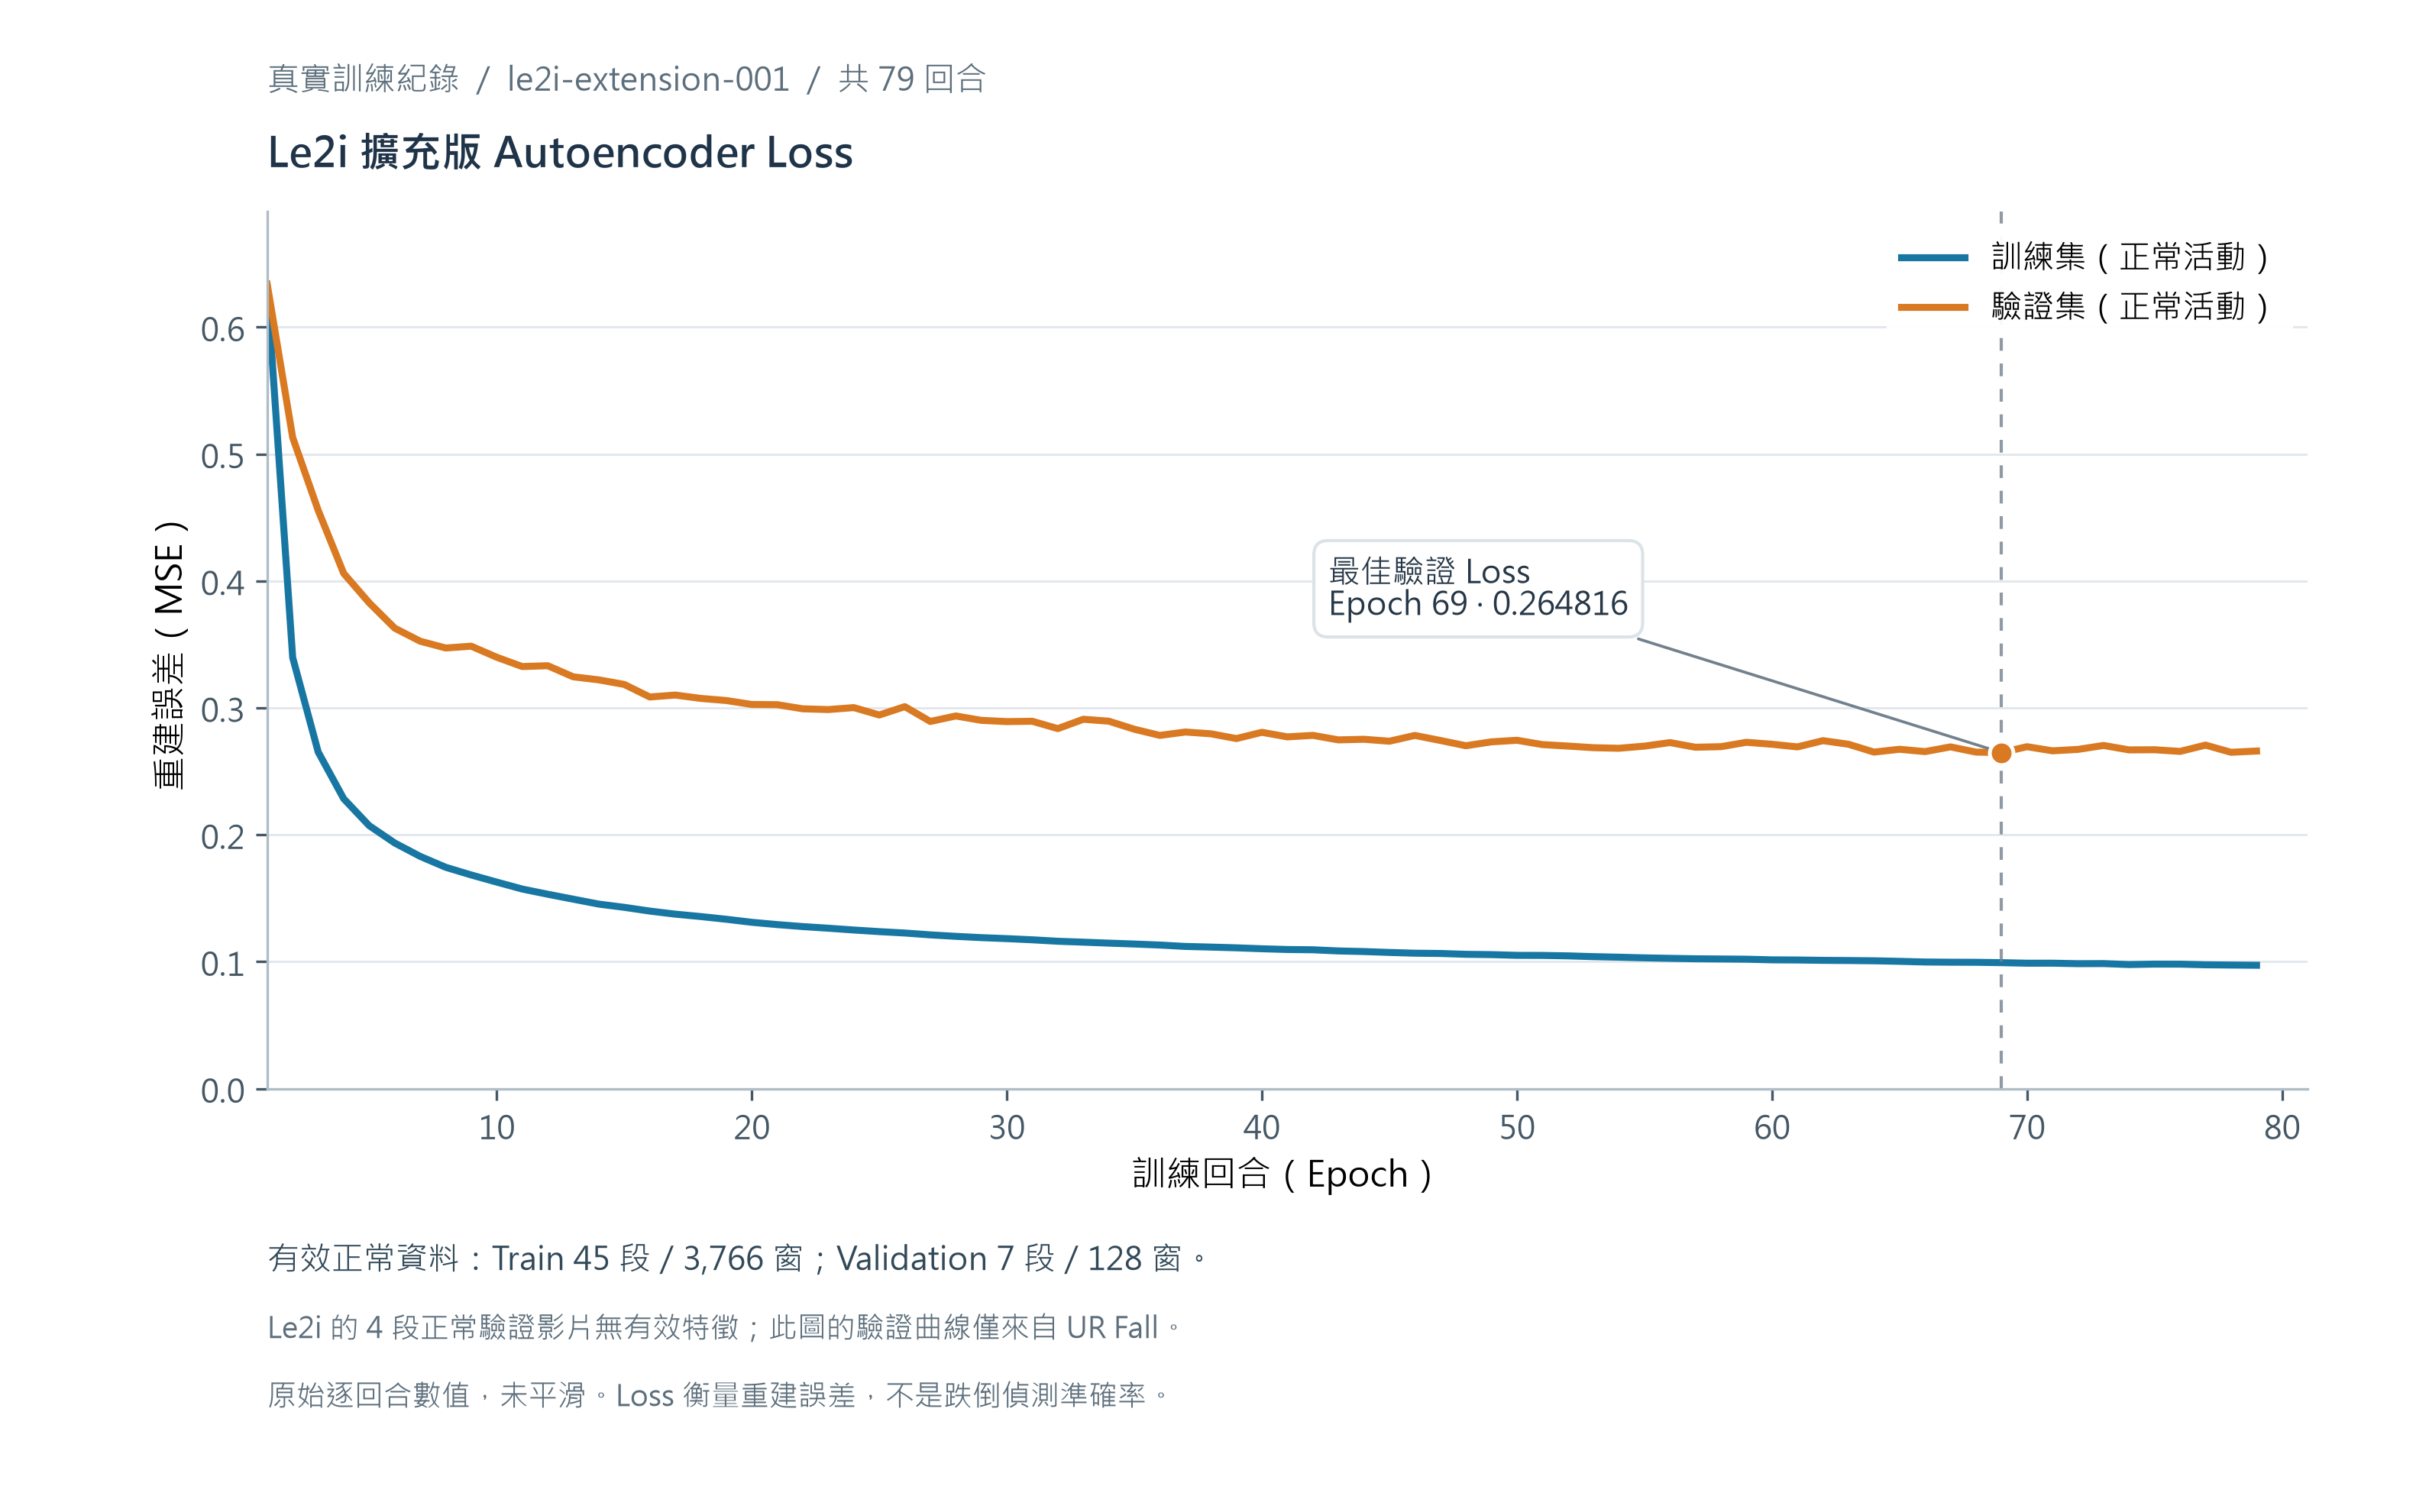 真實訓練紀錄 / le2i-extension-001 / 共 79 回合
Le2i 擴充版 Autoencoder Loss
訓練集（正常活動）
驗證集（正常活動）
重建誤差（MSE）
0.6
0.5
0.4
0.3
0.2
0.1
0.0
最佳驗證 Loss
Epoch 69 · 0.264816
10 20 30 40 50 60 70 80
訓練回合（Epoch）
有效正常資料：Train 45 段 / 3,766 窗；Validation 7 段 / 128 窗。
Le2i 的 4 段正常驗證影片無有效特徵；此圖的驗證曲線僅來自 UR Fall。
原始逐回合數值，未平滑。Loss 衡量重建誤差，不是跌倒偵測準確率。